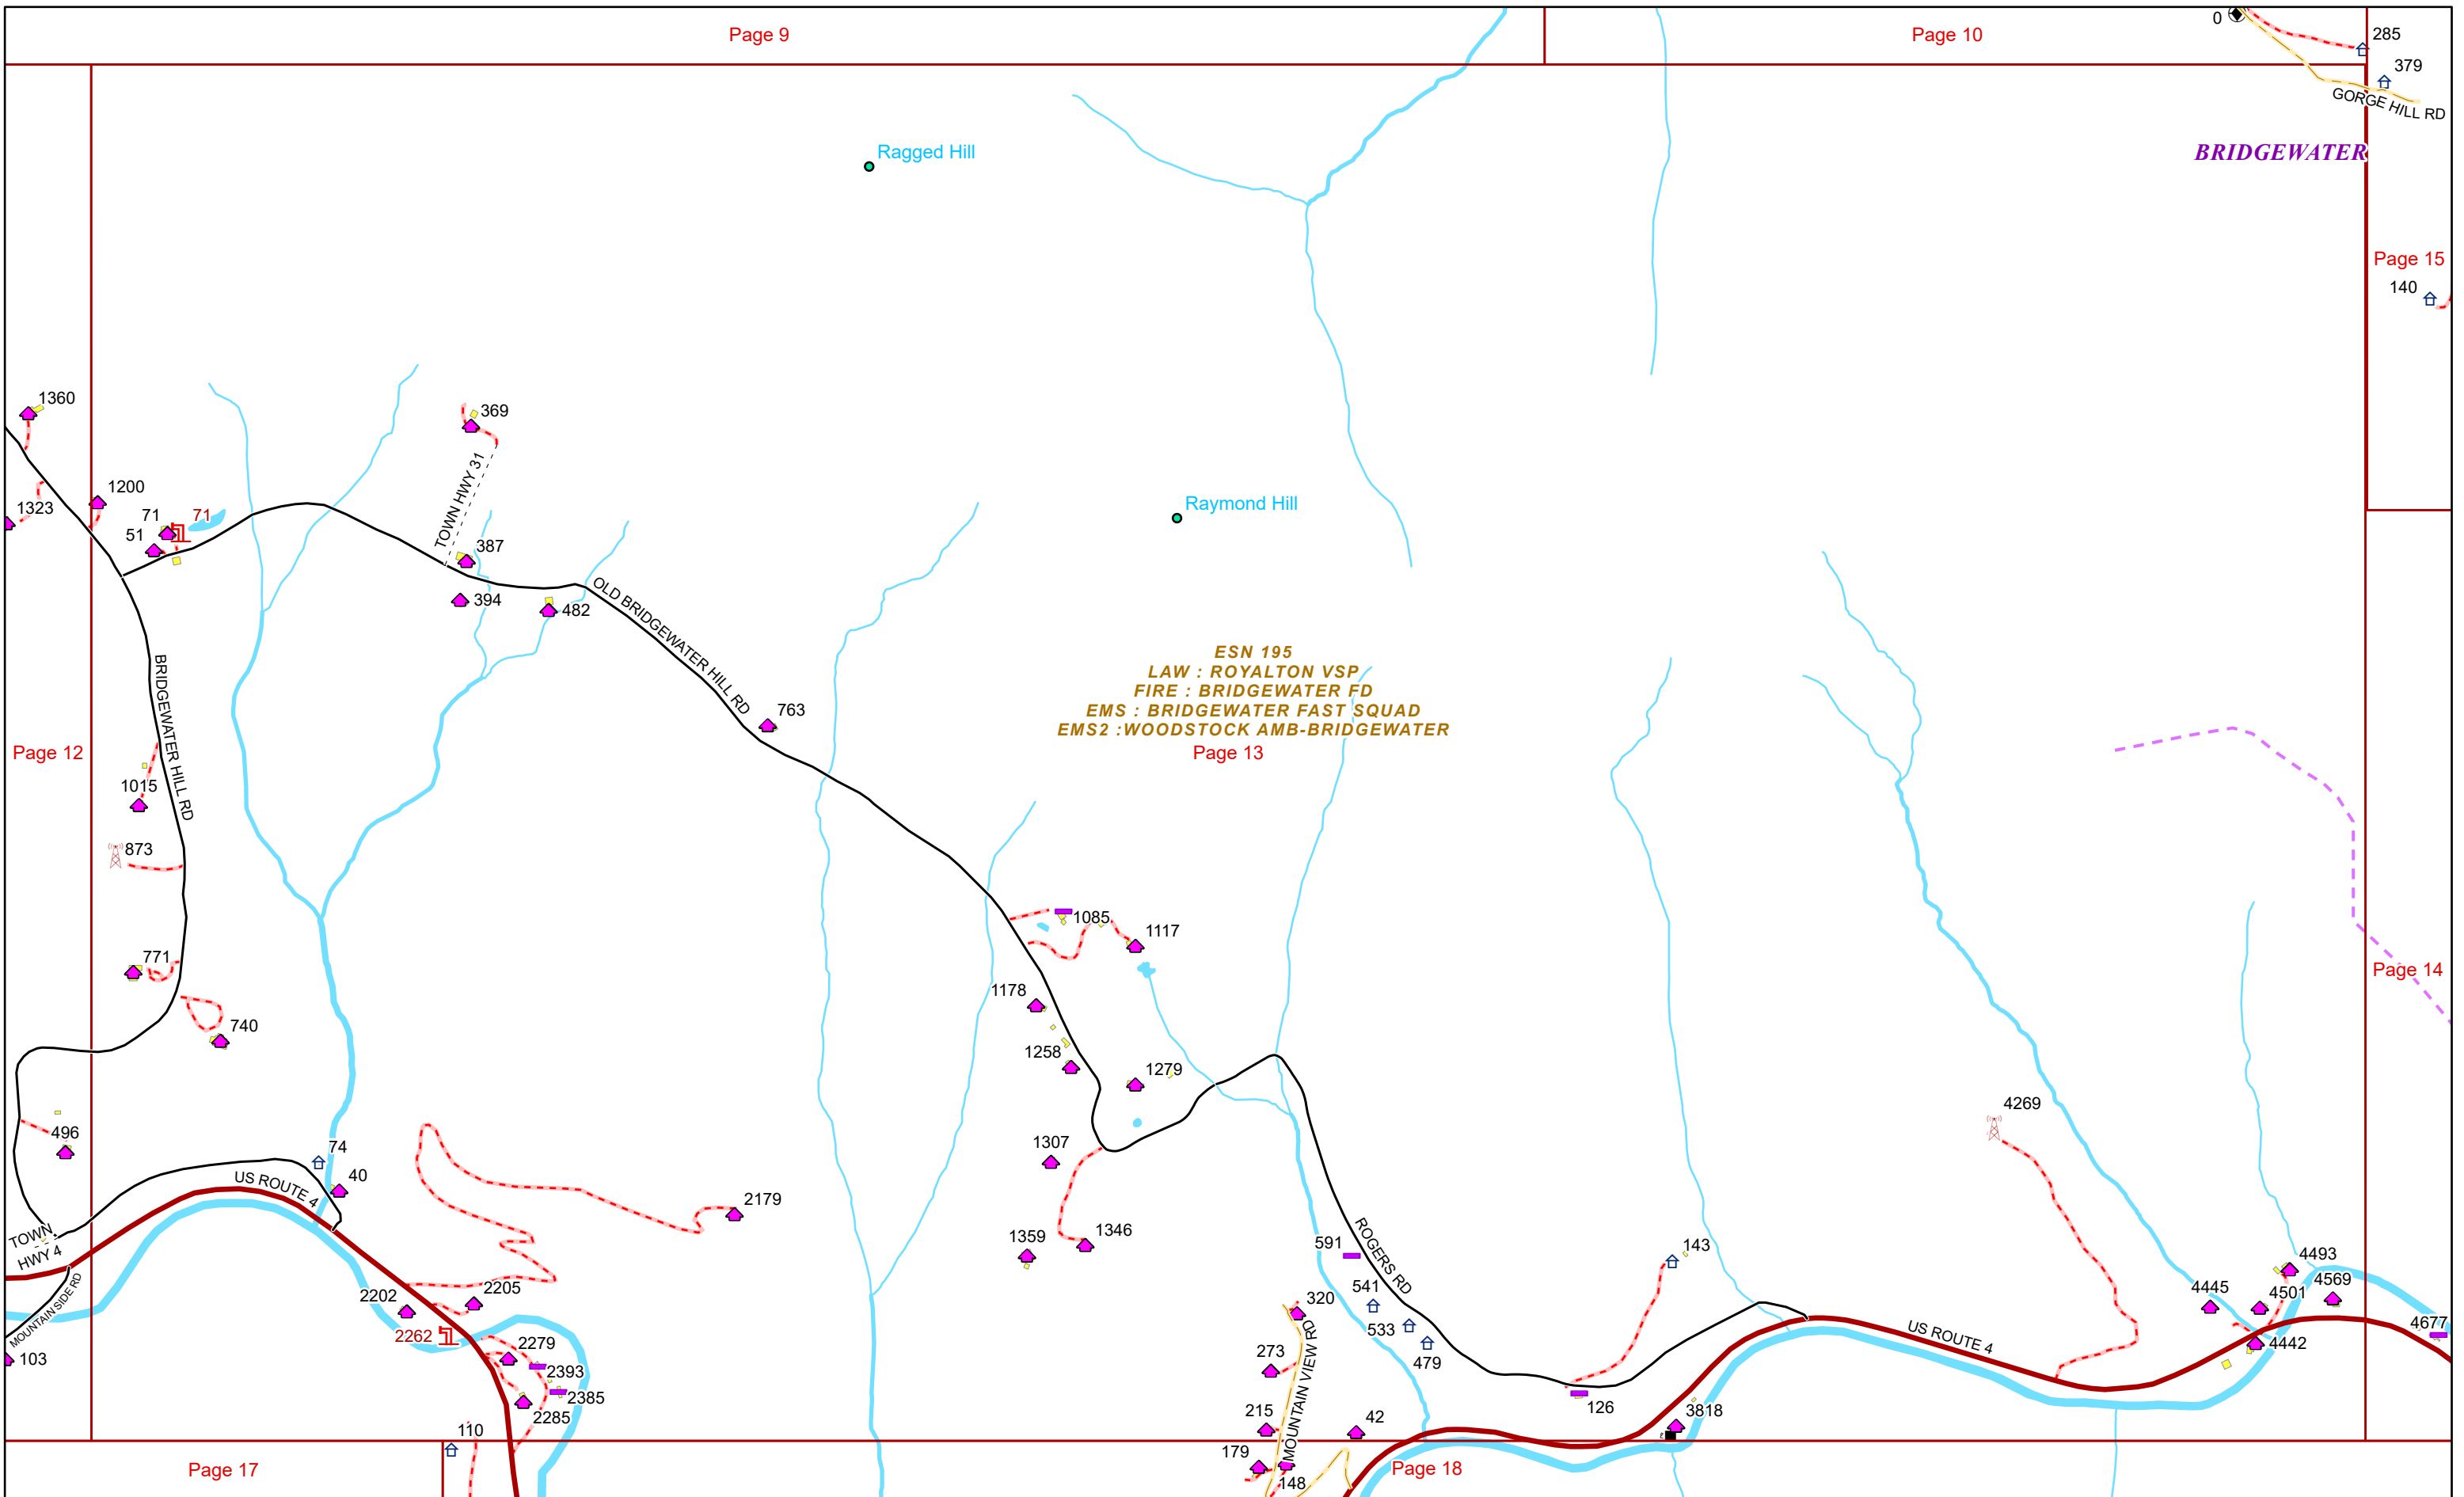 Page 9
Page 10
0
285
379
GORGE HILL RD
Ragged Hill
BRIDGEWATER
Page 15
140
1360
369
TOWN HWY 31
1200
1323
71
71
51
Raymond Hill
387
394
482
OLD BRIDGEWATER HILL RD
ESN 195
LAW : ROYALTON VSP
FIRE : BRIDGEWATER FD
EMS : BRIDGEWATER FAST SQUAD
EMS2 :WOODSTOCK AMB-BRIDGEWATER
Page 13
763
BRIDGEWATER HILL RD
Page 12
1015
873
1085
1117
771
Page 14
1178
740
1258
1279
4269
496
74
1307
40
US ROUTE 4
2179
TOWN
HWY 4
1359
1346
591
ROGERS RD
143
4493
MOUNTAIN SIDE RD
2202
2205
541
320
4445
4501
4569
2262
533
US ROUTE 4
4677
103
2279
273
479
4442
2393
MOUNTAIN VIEW RD
2385
2285
126
215
42
3818
110
179
Page 17
Page 18
148